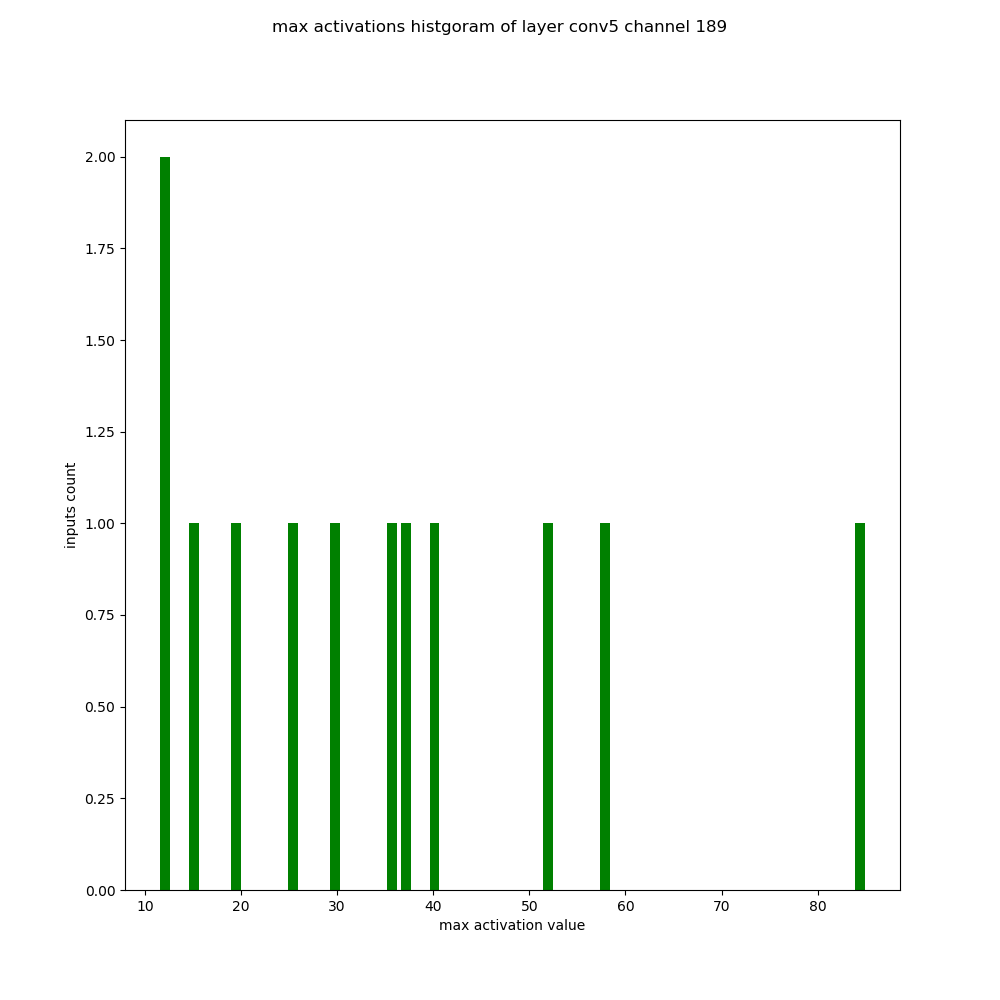 max activations histgoram of layer conv5 channel 189
2.00
1.75
1.50
1.25
1.00
0.75
0.50
0.25
0.00
inputs count
10 20 30 40 50 60 70 80
max activation value